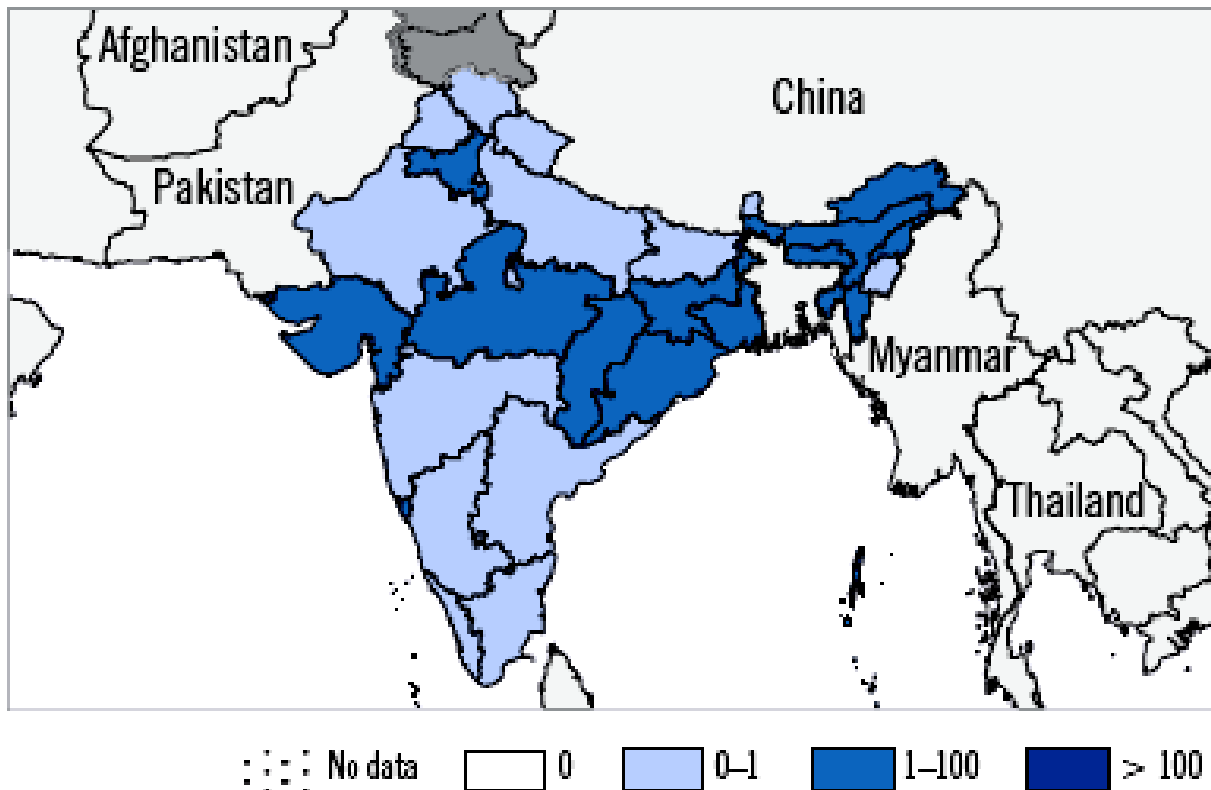 Afghanistan
China
Pakistan
Myanmar
Thailand
No data 0 0–1 1–100 > 100